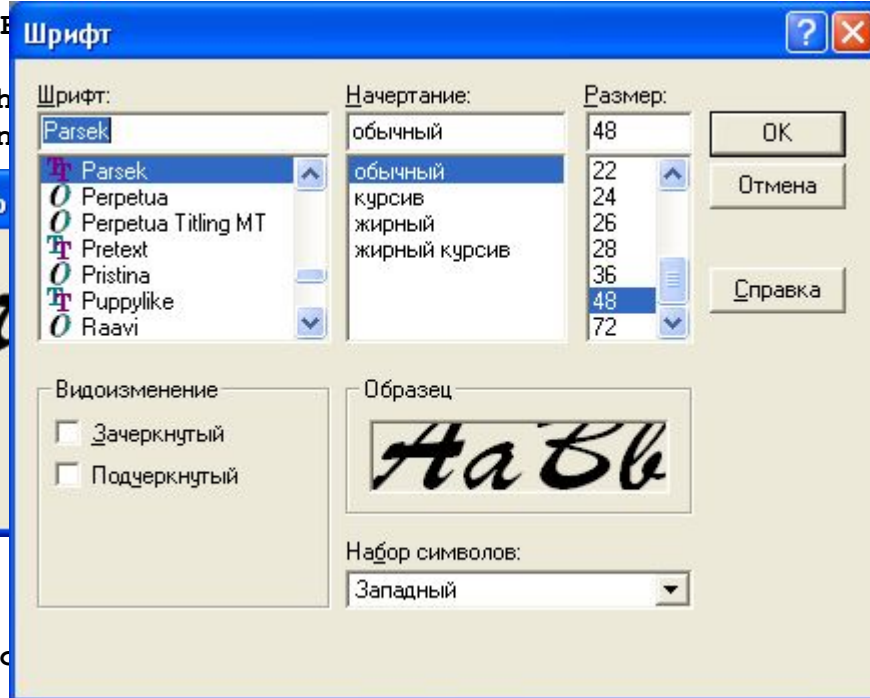 Шрифт
Шрифт:
Начертание:
Размер:
Parsek
обычный
48
OK
Parsek
Perpetua
Perpetua Titling MT
Pretext
Pristina
Puppylike
Raavi
обычный
курсив
жирный
жирный курсив
22
24
26
28
36
48
72
Отмена
Справка
Видоизменение
Зачеркнутый
Подчеркнутый
Образец
AaBb
Набор символов:
Западный